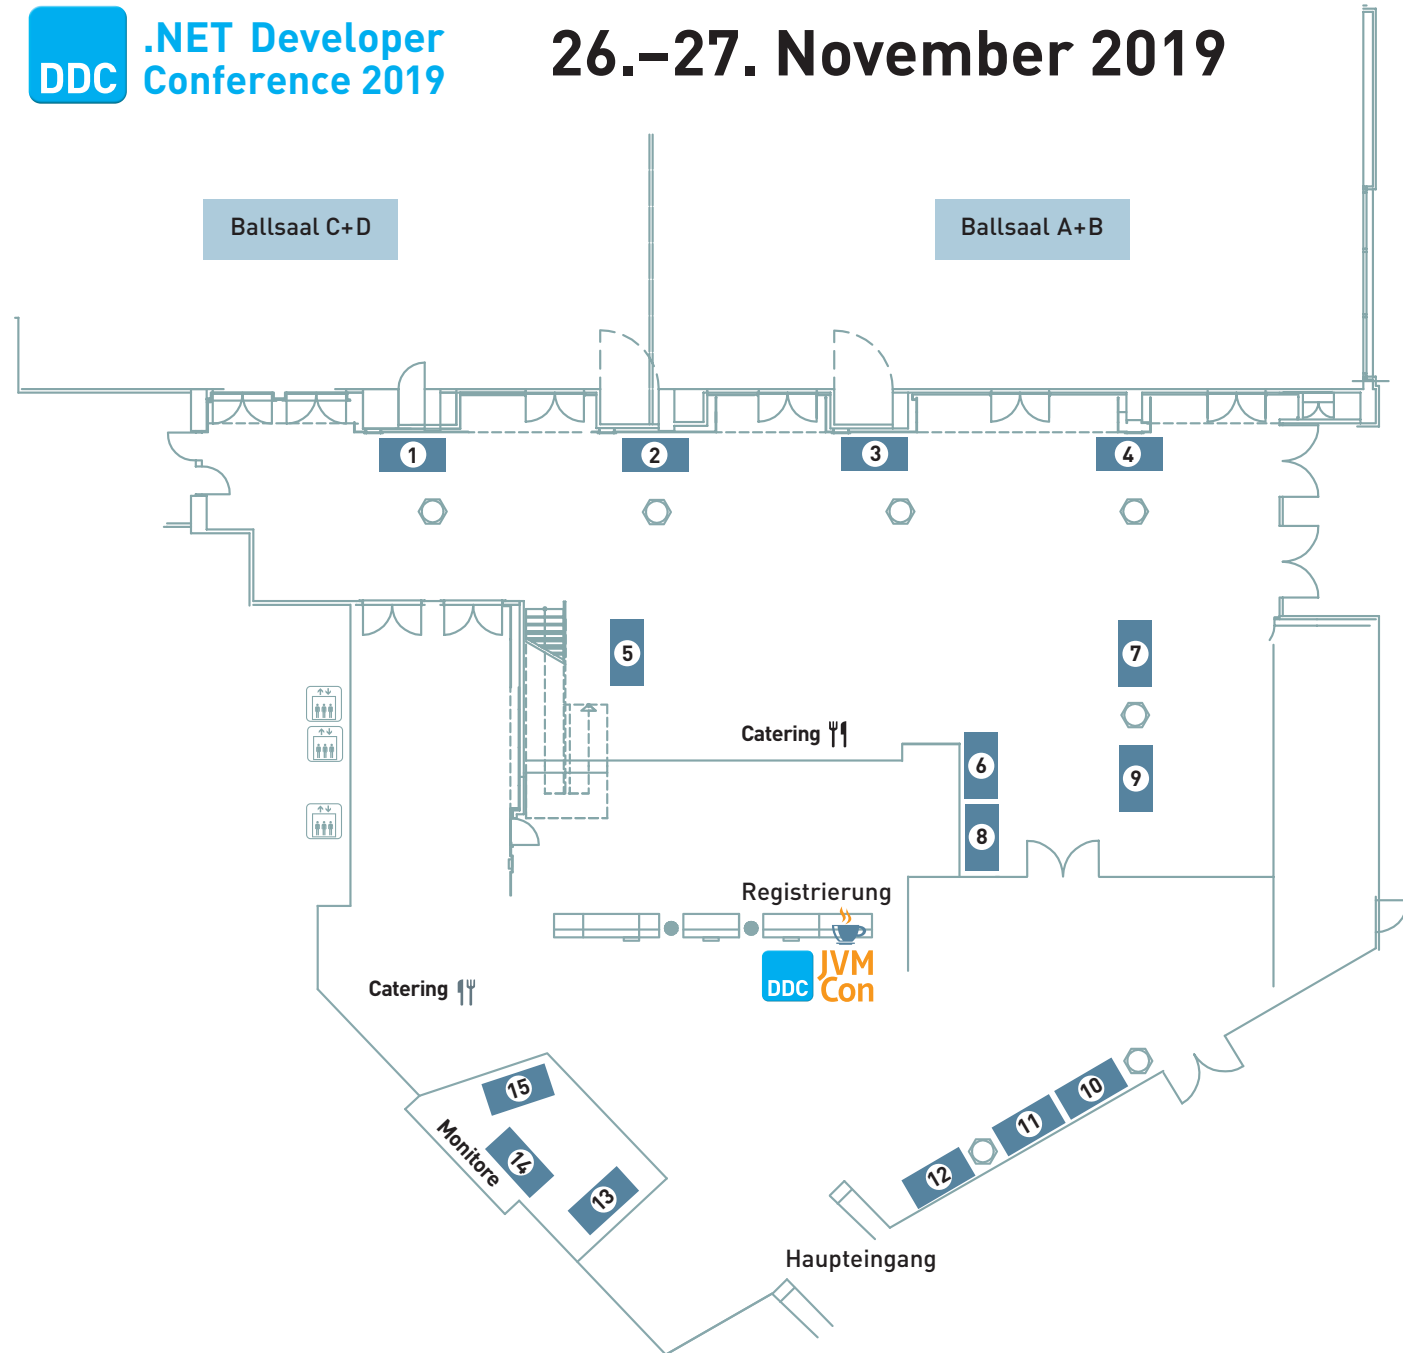 DDC
.NET Developer
Conference 2019
26.–27. November 2019
Ballsaal C+D
Ballsaal A+B
1
2
3
4
5
7
Catering
6
9
8
Registrierung
DDC
JVM
Con
Catering
15
Monitore
14
13
10
11
12
Haupteingang